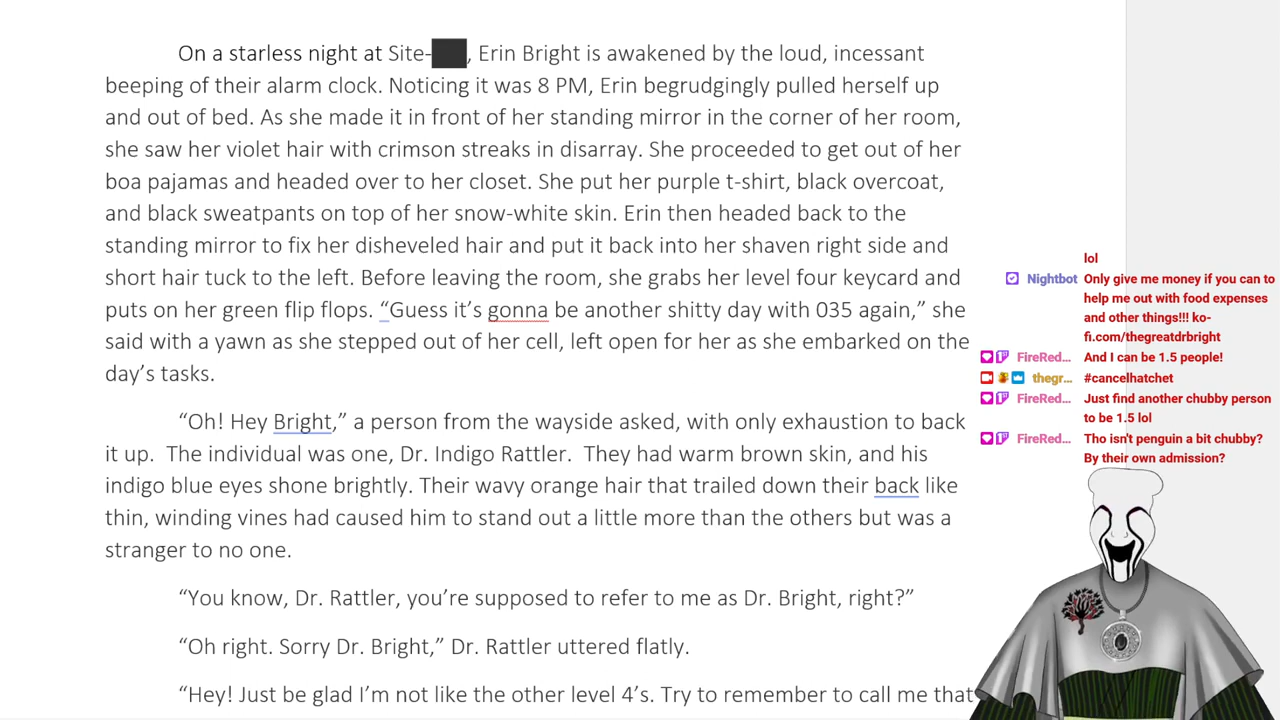 On a starless night at Site-, Erin Bright is awakened by the loud, incessant
beeping of their alarm clock. Noticing it was 8 PM, Erin begrudgingly pulled herself up
and out of bed. As she made it in front of her standing mirror in the corner of her room,
she saw her violet hair with crimson streaks in disarray. She proceeded to get out of her
boa pajamas and headed over to her closet. She put her purple t-shirt, black overcoat,
and black sweatpants on top of her snow-white skin. Erin then headed back to the
standing mirror to fix her disheveled hair and put it back into her shaven right side and
short hair tuck to the left. Before leaving the room, she grabs her level four keycard and
puts on her green flip flops. “Guess it’s gonna be another shitty day with 035 again,” she
said with a yawn as she stepped out of her cell, left open for her as she embarked on the
day’s tasks.
“Oh! Hey Bright,” a person from the wayside asked, with only exhaustion to back
it up.  The individual was one, Dr. Indigo Rattler.  They had warm brown skin, and his
indigo blue eyes shone brightly. Their wavy orange hair that trailed down their back like
thin, winding vines had caused him to stand out a little more than the others but was a
stranger to no one.
“You know, Dr. Rattler, you’re supposed to refer to me as Dr. Bright, right?”
“Oh right. Sorry Dr. Bright,” Dr. Rattler uttered flatly.
“Hey! Just be glad I’m not like the other level 4’s. Try to remember to call me that
lol
Nightbot Only give me money if you can to
help me out with food expenses
and other things!!! ko-
fi.com/thegreatdrbright
FireRed... And I can be 1.5 people!
thegr... #cancelhatchet
FireRed... Just find another chubby person
to be 1.5 lol
FireRed... Tho isn't penguin a bit chubby?
By their own admission?